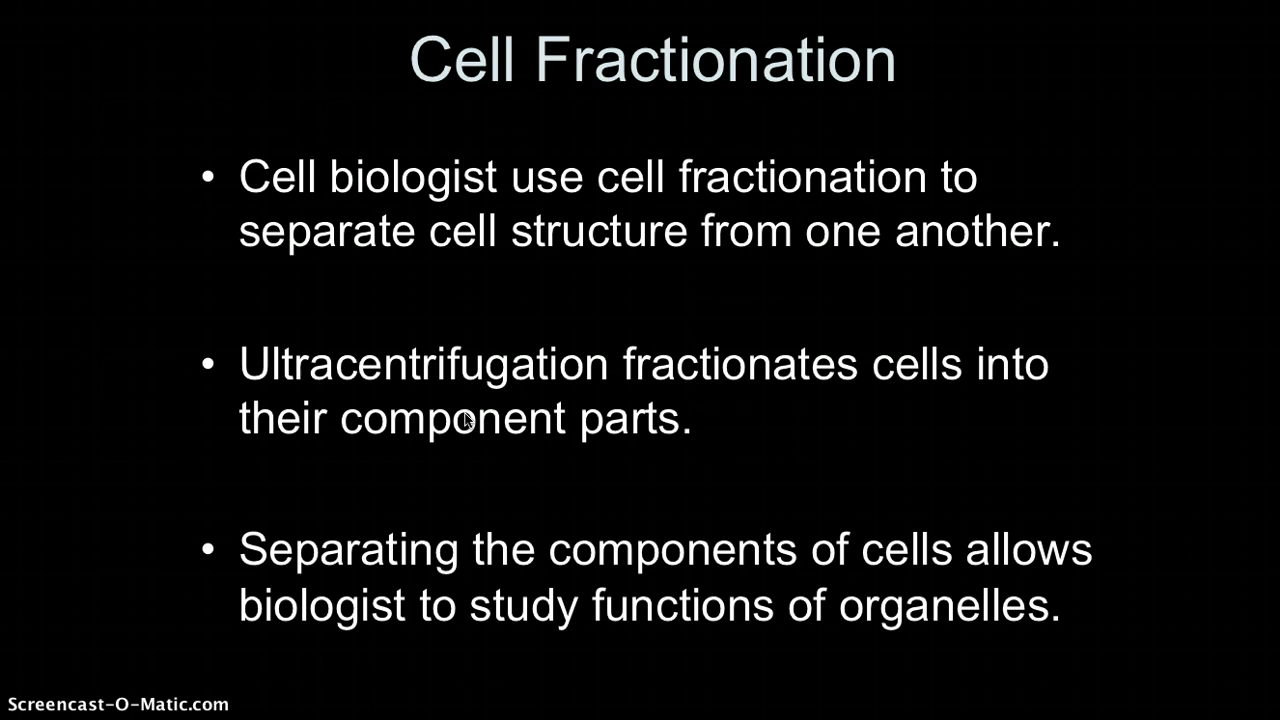 Cell Fractionation
• Cell biologist use cell fractionation to
separate cell structure from one another.
• Ultracentrifugation fractionates cells into
their component parts.
• Separating the components of cells allows
biologist to study functions of organelles.
Screencast-O-Matic.com